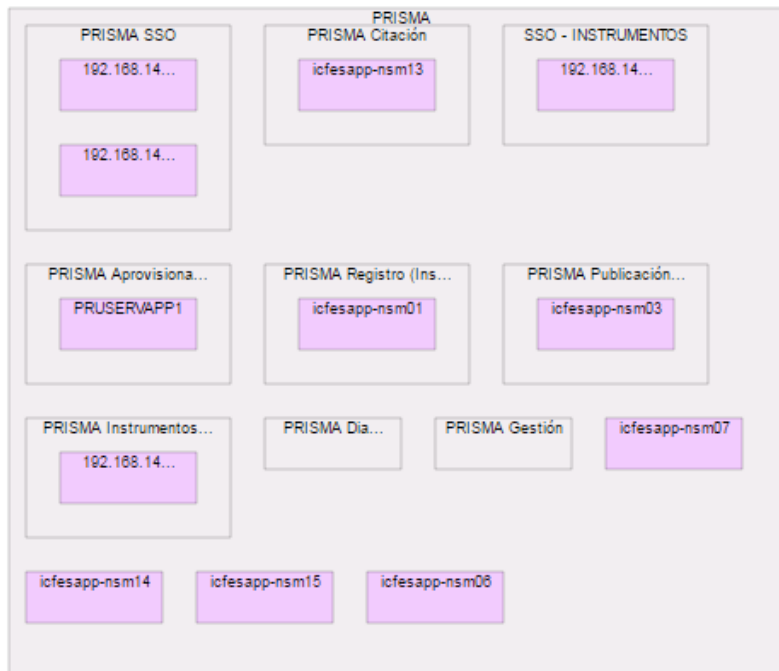 PRISMA
PRISMA SSO
192.168.14...
192.168.14...
PRISMA Citación
icfesapp-nsm13
SSO - INSTRUMENTOS
192.168.14...
PRISMA Aprovisiona...
PRUSERVAPP1
PRISMA Registro (Ins...
icfesapp-nsm01
PRISMA Publicación...
icfesapp-nsm03
PRISMA Instrumentos...
192.168.14...
PRISMA Dia...
PRISMA Gestión
icfesapp-nsm07
icfesapp-nsm14
icfesapp-nsm15
icfesapp-nsm06